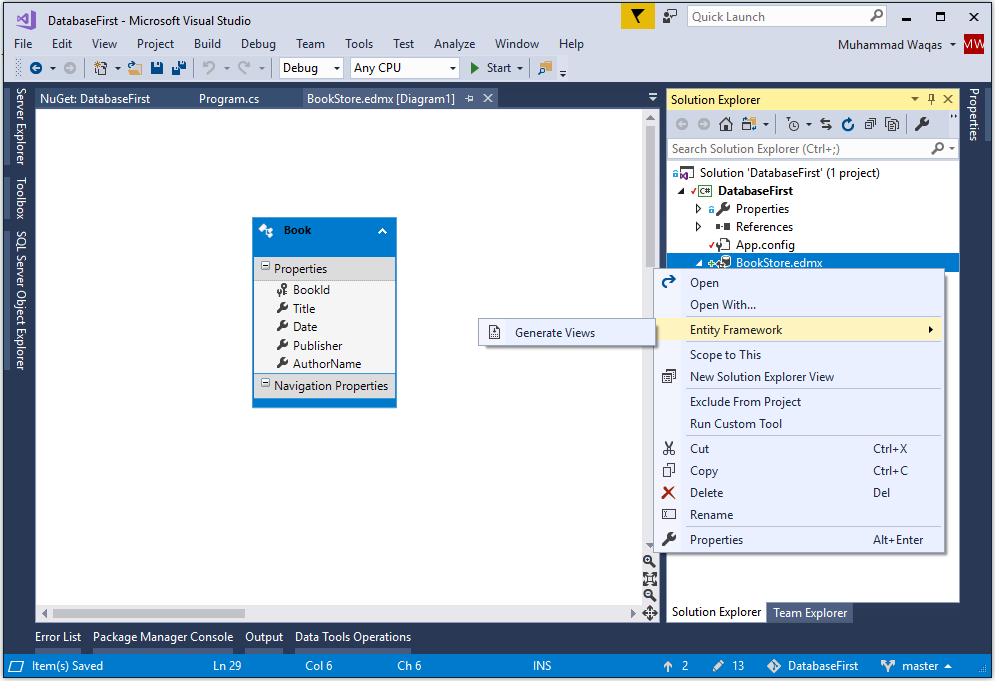 DatabaseFirst - Microsoft Visual Studio
Quick Launch
File Edit View Project Build Debug Team Tools Test Analyze Window Help
Muhammad Waqas MW
Debug Any CPU Start
Server Explorer
Toolbox
SQL Server Object Explorer
NuGet: DatabaseFirst Program.cs BookStore.edmx [Diagram1]
Book
Properties
BookId
Title
Date
Publisher
AuthorName
Navigation Properties
Solution Explorer
Search Solution Explorer (Ctrl+;)
Solution 'DatabaseFirst' (1 project)
C# DatabaseFirst
Properties
References
App.config
BookStore.edmx
Open
Open With...
Entity Framework
Generate Views
Scope to This
New Solution Explorer View
Exclude From Project
Run Custom Tool
Cut Ctrl+X
Copy Ctrl+C
Delete Del
Rename
Properties Alt+Enter
Solution Explorer Team Explorer
Properties
Error List Package Manager Console Output Data Tools Operations
Item(s) Saved Ln 29 Col 6 Ch 6 INS 2 13 DatabaseFirst master